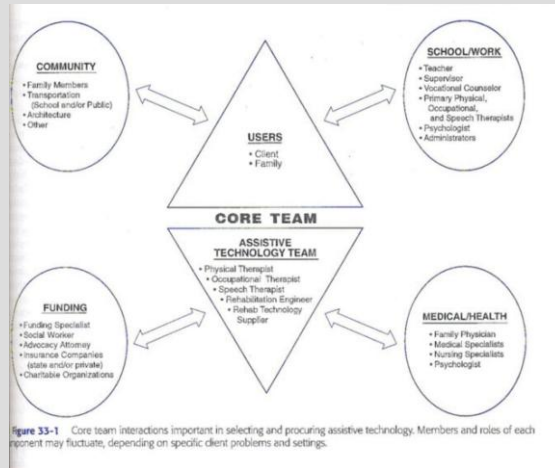 COMMUNITY
• Family Members
• Transportation
(School and/or Public)
• Architecture
• Other
SCHOOL/WORK
• Teacher
• Supervisor
• Vocational Counselor
• Primary Physical,
Occupational,
and Speech Therapists
• Psychologist
• Administrators
USERS
• Client
• Family
CORE TEAM
ASSISTIVE
TECHNOLOGY TEAM
• Physical Therapist
• Occupational Therapist
• Speech Therapist
• Rehabilitation Engineer
• Rehab Technology
Supplier
FUNDING
• Funding Specialist
• Social Worker
• Advocacy Attorney
• Insurance Companies
(state and/or private)
• Charitable Organizations
MEDICAL/HEALTH
• Family Physician
• Medical Specialists
• Nursing Specialists
• Psychologist
Figure 33-1 Core team interactions important in selecting and procuring assistive technology. Members and roles of each
mponent may fluctuate, depending on specific client problems and settings.